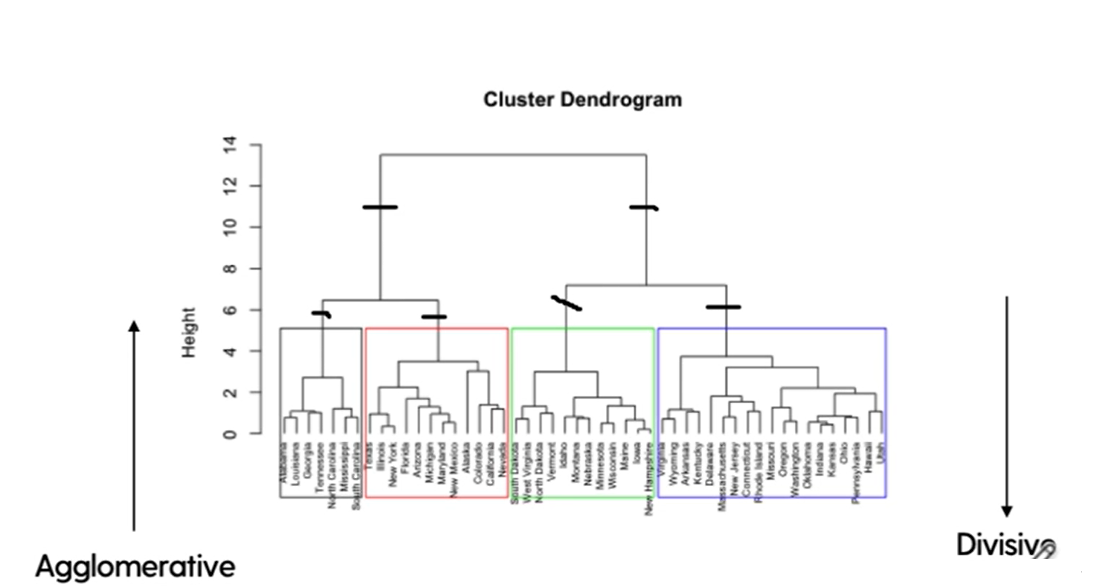 Cluster Dendrogram
14
12
10
8
6
4
2
0
Height
Alabama
Louisiana
Georgia
Tennessee
North Carolina
Mississippi
South Carolina
Texas
Illinois
New York
Florida
Arizona
Michigan
Maryland
New Mexico
Alaska
Colorado
California
Nevada
South Dakota
West Virginia
North Dakota
Vermont
Idaho
Montana
Nebraska
Minnesota
Wisconsin
Maine
Iowa
New Hampshire
Virginia
Wyoming
Arkansas
Kentucky
Delaware
Massachusetts
New Jersey
Connecticut
Rhode Island
Missouri
Oregon
Washington
Oklahoma
Indiana
Kansas
Ohio
Pennsylvania
Hawaii
Utah
Agglomerative
Divisive